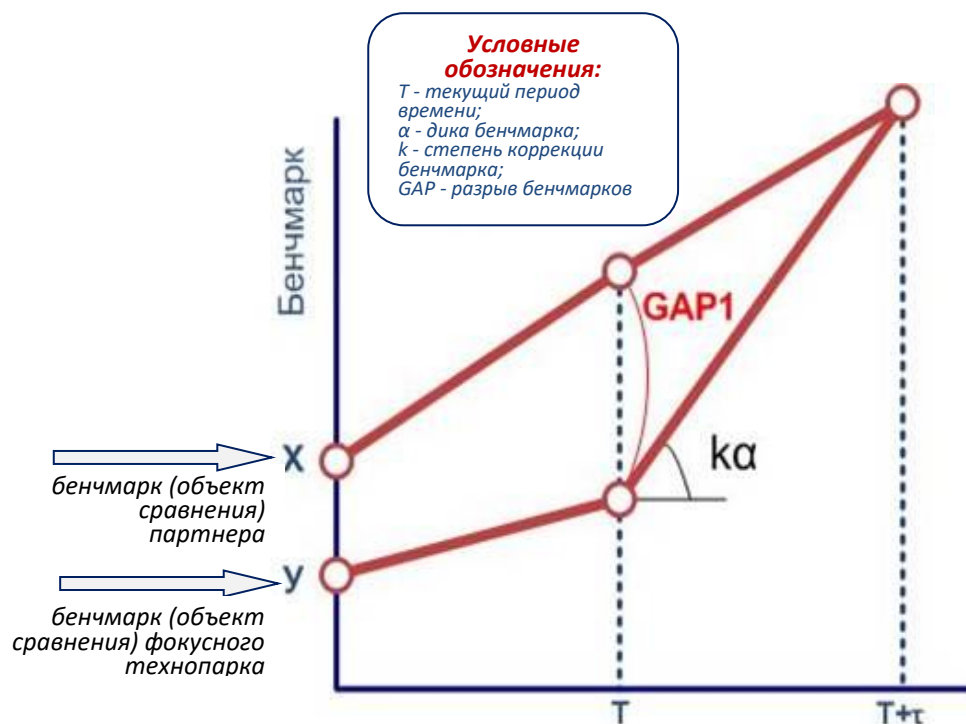 Условные
обозначения:
T - текущий период
времени;
α - дика бенчмарка;
k - степень коррекции
бенчмарка;
GAP - разрыв бенчмарков
Бенчмарк
GAP1
X
kα
бенчмарк (объект
сравнения)
партнера
У
бенчмарк (объект
сравнения) фокусного
технопарка
T
T+τ